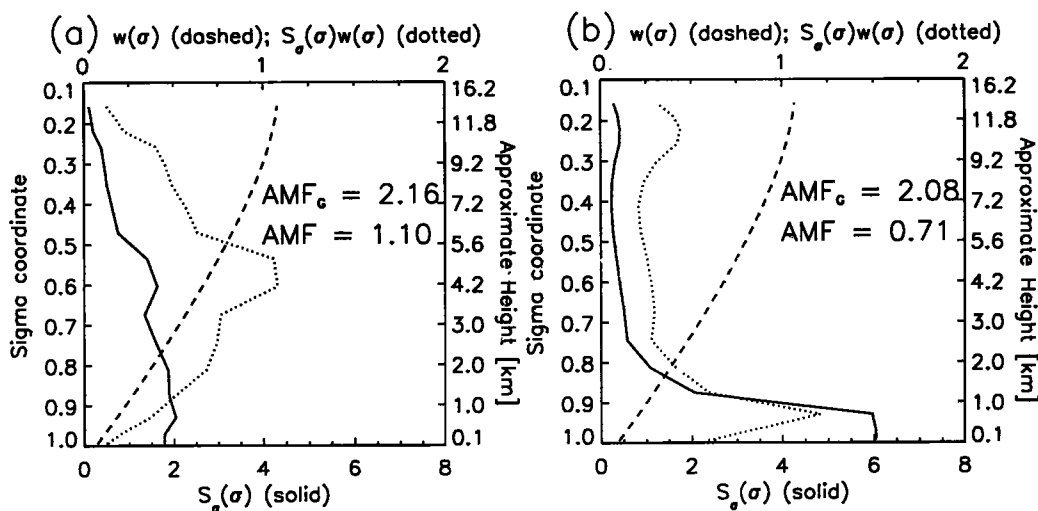 (a) w(σ) (dashed); Sσ(σ)w(σ) (dotted)
0 1 2
0.1
0.2
0.3
0.4
0.5
0.6
0.7
0.8
0.9
1.0
Sigma coordinate
16.2
11.8
9.2
7.2
5.6
4.2
3.0
2.0
1.0
0.1
Approximate Height [km]
AMFG = 2.16
AMF = 1.10
0 2 4 6 8
Sσ(σ) (solid)
(b) w(σ) (dashed); Sσ(σ)w(σ) (dotted)
0 1 2
0.1
0.2
0.3
0.4
0.5
0.6
0.7
0.8
0.9
1.0
Sigma coordinate
16.2
11.8
9.2
7.2
5.6
4.2
3.0
2.0
1.0
0.1
Approximate Height [km]
AMFG = 2.08
AMF = 0.71
0 2 4 6 8
Sσ(σ) (solid)